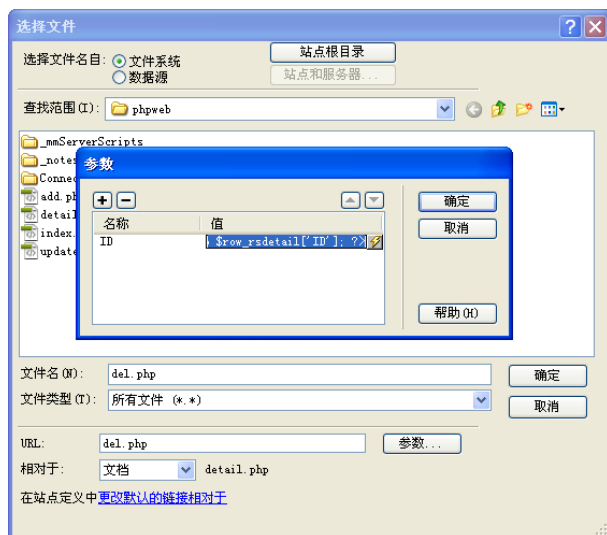 选择文件
选择文件名自: 文件系统 站点根目录
数据源 站点和服务器...
查找范围(I): phpweb
_mmServerScripts
_notes
参数
add.ph
detail
index.
update
名称 值
ID $row_rsdetail['ID']; ?>
确定
取消
帮助(H)
文件名(N): del.php 确定
文件类型(T): 所有文件 (*.*) 取消
URL: del.php 参数...
相对于: 文档 detail.php
在站点定义中更改默认的链接相对于